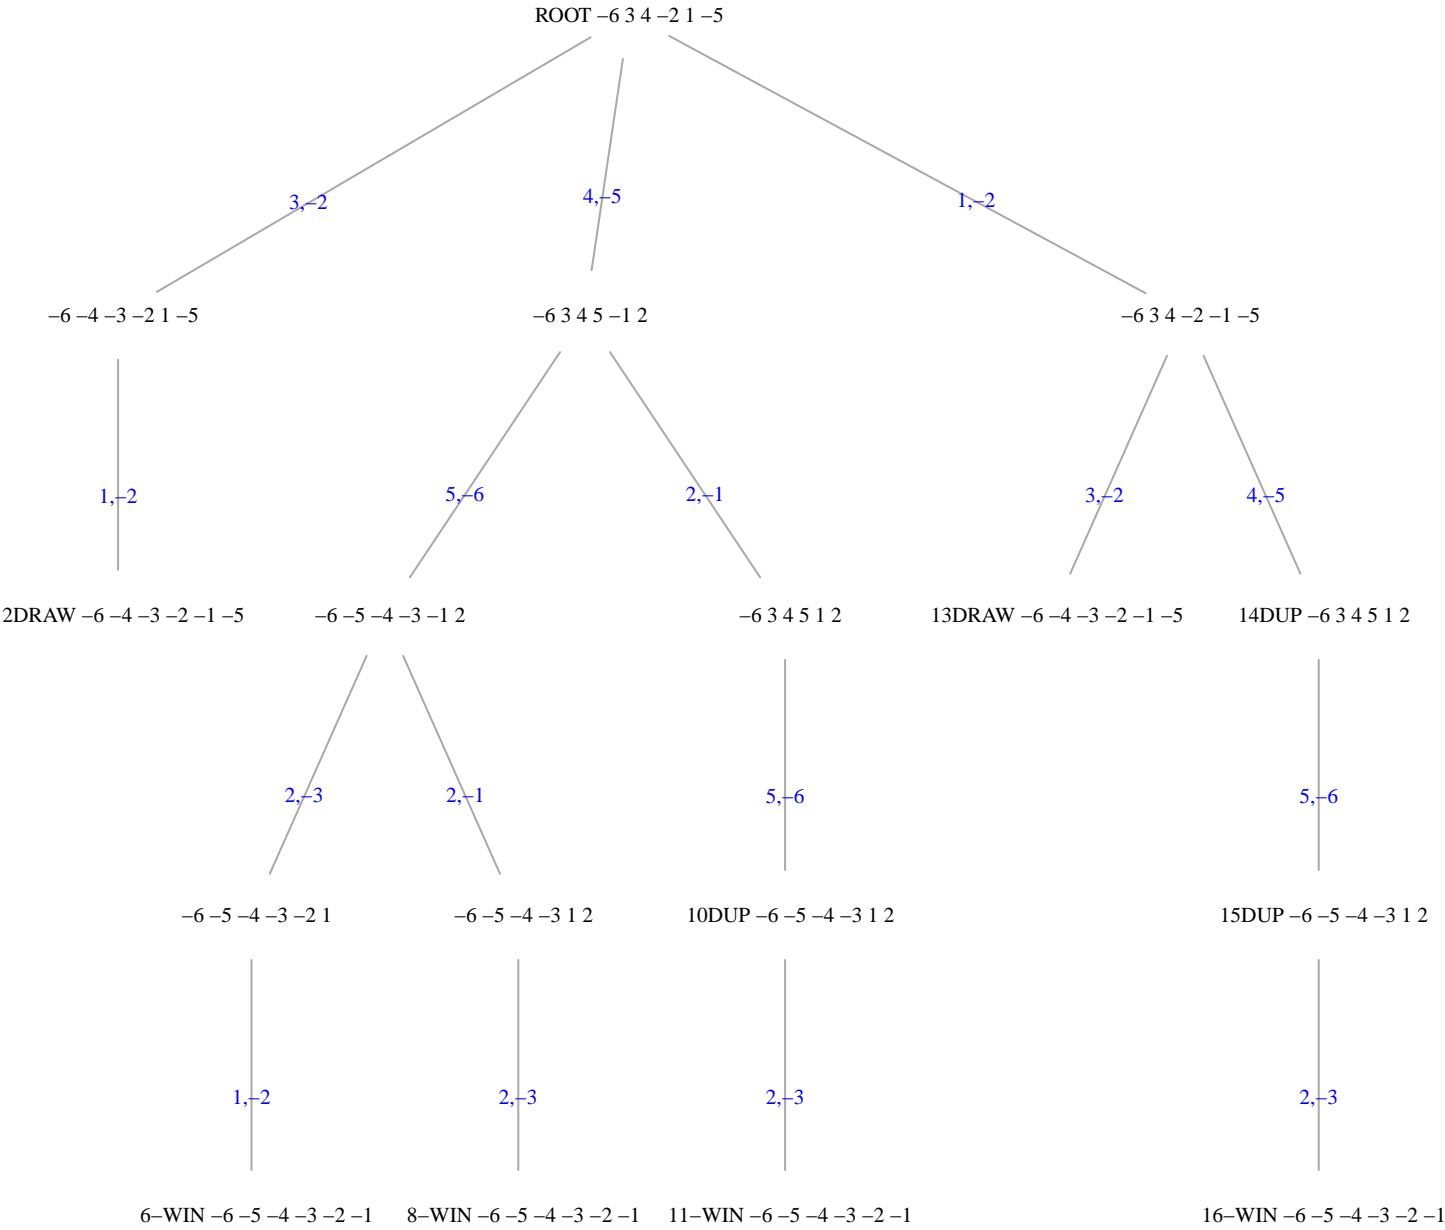 ROOT –6 3 4 –2 1 –5
3,–2
4,–5
1,–2
–6 –4 –3 –2 1 –5
–6 3 4 5 –1 2
–6 3 4 –2 –1 –5
1,–2
5,–6
2,–1
3,–2
4,–5
2DRAW –6 –4 –3 –2 –1 –5
–6 –5 –4 –3 –1 2
–6 3 4 5 1 2
13DRAW –6 –4 –3 –2 –1 –5
14DUP –6 3 4 5 1 2
2,–3
2,–1
5,–6
5,–6
–6 –5 –4 –3 –2 1
–6 –5 –4 –3 1 2
10DUP –6 –5 –4 –3 1 2
15DUP –6 –5 –4 –3 1 2
1,–2
2,–3
2,–3
2,–3
6–WIN –6 –5 –4 –3 –2 –1
8–WIN –6 –5 –4 –3 –2 –1
11–WIN –6 –5 –4 –3 –2 –1
16–WIN –6 –5 –4 –3 –2 –1